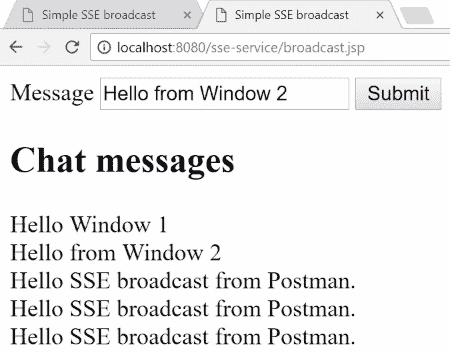 Simple SSE broadcast
Simple SSE broadcast
localhost:8080/sse-service/broadcast.jsp
Message Hello from Window 2 Submit
Chat messages
Hello Window 1
Hello from Window 2
Hello SSE broadcast from Postman.
Hello SSE broadcast from Postman.
Hello SSE broadcast from Postman.